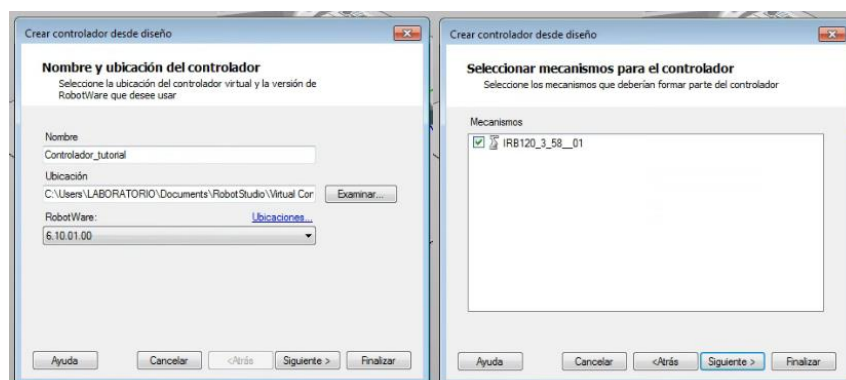 Crear controlador desde diseño
Nombre y ubicación del controlador
Seleccione la ubicación del controlador virtual y la versión de
RobotWare que desee usar
Nombre
Controlador_tutorial
Ubicación
C:\Users\LABORATORIO\Documents\RobotStudio\Virtual Cor
Examinar...
RobotWare:
Ubicaciones...
6.10.01.00
Ayuda
Cancelar
<Atrás
Siguiente >
Finalizar
Crear controlador desde diseño
Seleccionar mecanismos para el controlador
Seleccione los mecanismos que deberían formar parte del controlador
Mecanismos
IRB120_3_58__01
Ayuda
Cancelar
<Atrás
Siguiente >
Finalizar